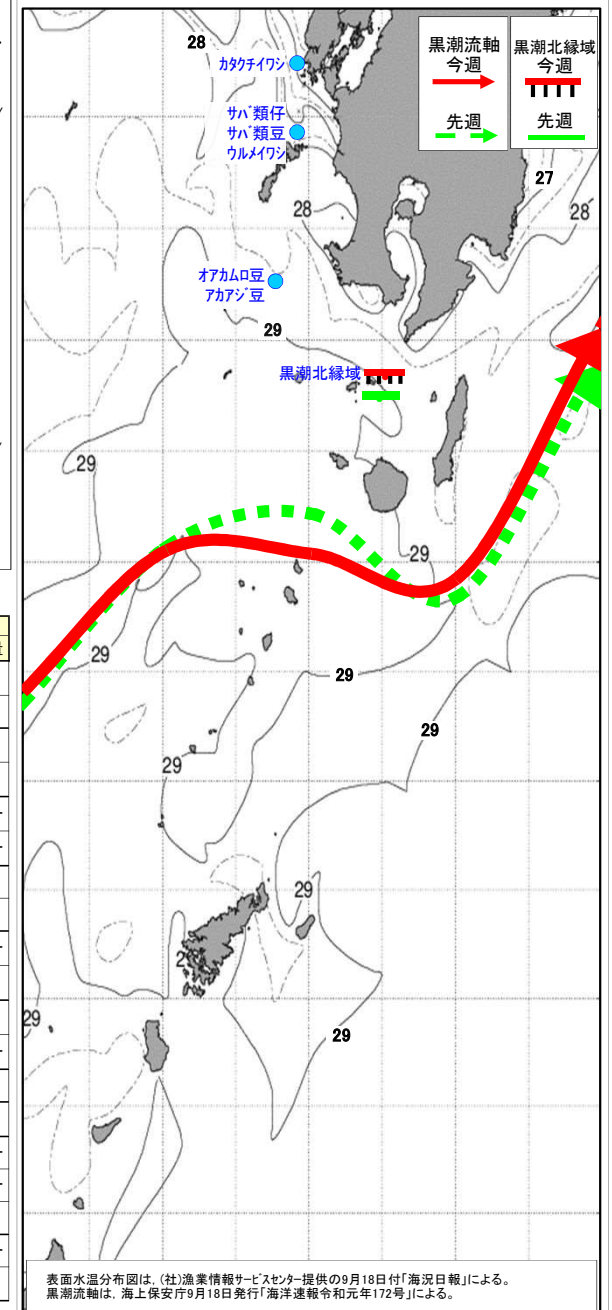 黒潮流軸
今週
先週
黒潮北縁域
今週
先週
28
カタクチイワシ
サバ類仔
サバ類豆
ウルメイワシ
27
28
28
オアカムロ豆
アカアジ豆
29
黒潮北縁域
29
29
29
29
29
29
29
29
29
表面水温分布図は、(社)漁業情報サービスセンター提供の9月18日付「海況日報」による。
黒潮流軸は、海上保安庁9月18日発行「海洋速報令和元年172号」による。